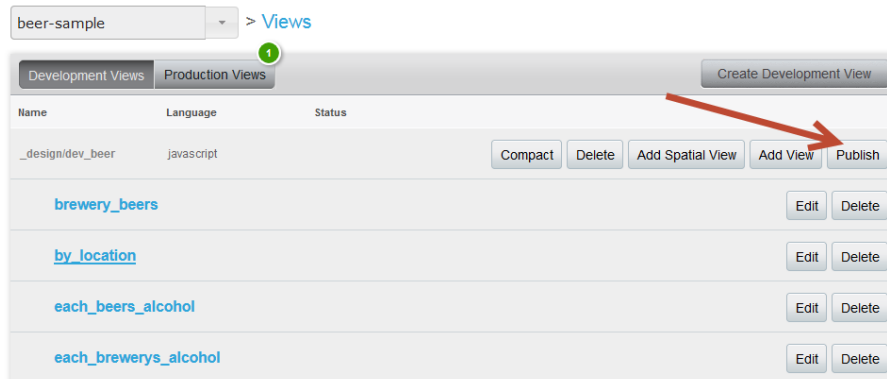 beer-sample > Views
1
Development Views Production Views Create Development View
Name Language Status
_design/dev_beer javascript Compact Delete Add Spatial View Add View Publish
brewery_beers Edit Delete
by_location Edit Delete
each_beers_alcohol Edit Delete
each_brewerys_alcohol Edit Delete